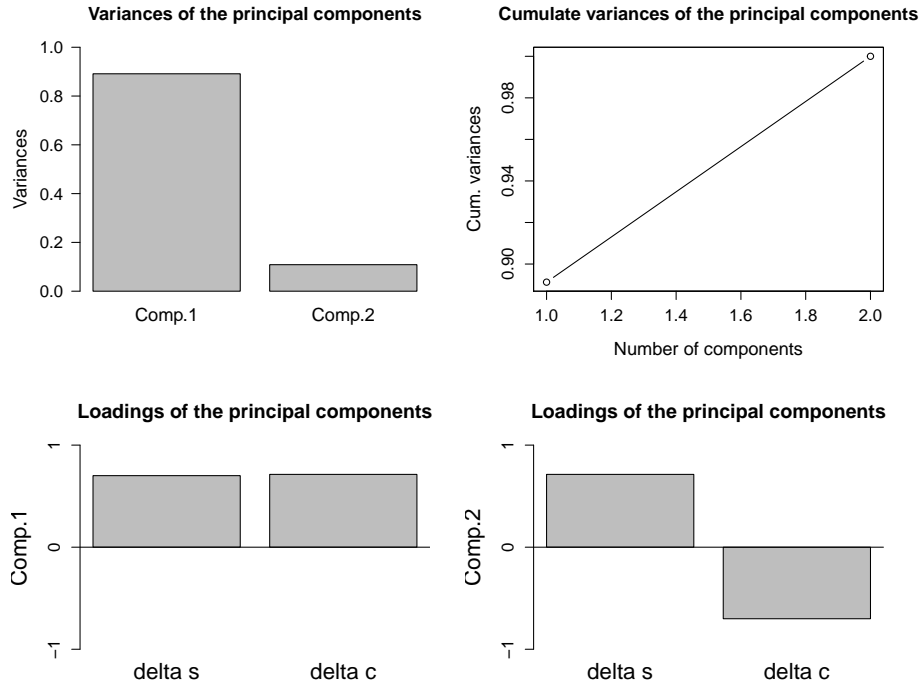 Variances of the principal components
1.0
0.8
0.6
0.4
0.2
0.0
Variances
Comp.1 Comp.2
Cumulate variances of the principal components
0.98
0.94
0.90
Cum. variances
1.0 1.2 1.4 1.6 1.8 2.0
Number of components
Loadings of the principal components
1
0
−1
Comp.1
delta s delta c
Loadings of the principal components
1
0
−1
Comp.2
delta s delta c